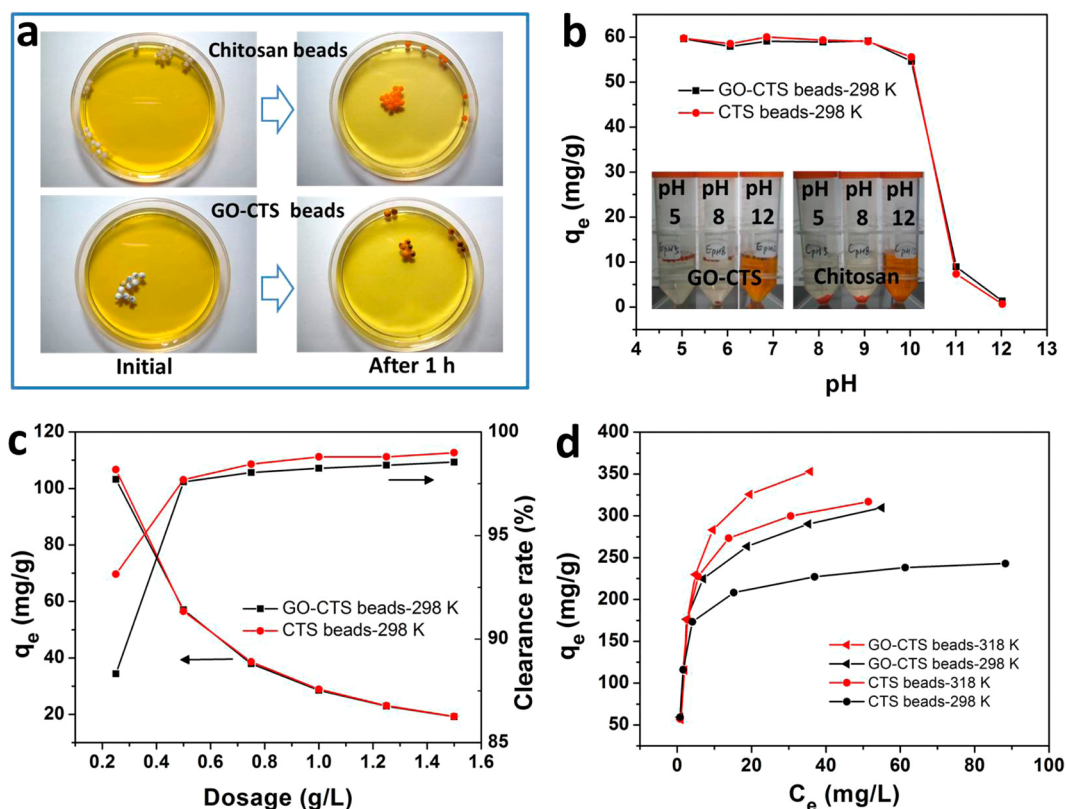 a
Chitosan beads
GO-CTS beads
Initial
After 1 h
b
60
50
40
30
20
10
0
qe (mg/g)
GO-CTS beads-298 K
CTS beads-298 K
pH pH pH
5 8 12
pH pH pH
5 8 12
GO-CTS
Chitosan
4 5 6 7 8 9 10 11 12 13
pH
c
120
100
80
60
40
20
qe (mg/g)
100
95
90
85
Clearance rate (%)
GO-CTS beads-298 K
CTS beads-298 K
0.2 0.4 0.6 0.8 1.0 1.2 1.4 1.6
Dosage (g/L)
d
400
350
300
250
200
150
100
50
qe (mg/g)
GO-CTS beads-318 K
GO-CTS beads-298 K
CTS beads-318 K
CTS beads-298 K
0 20 40 60 80 100
Ce (mg/L)